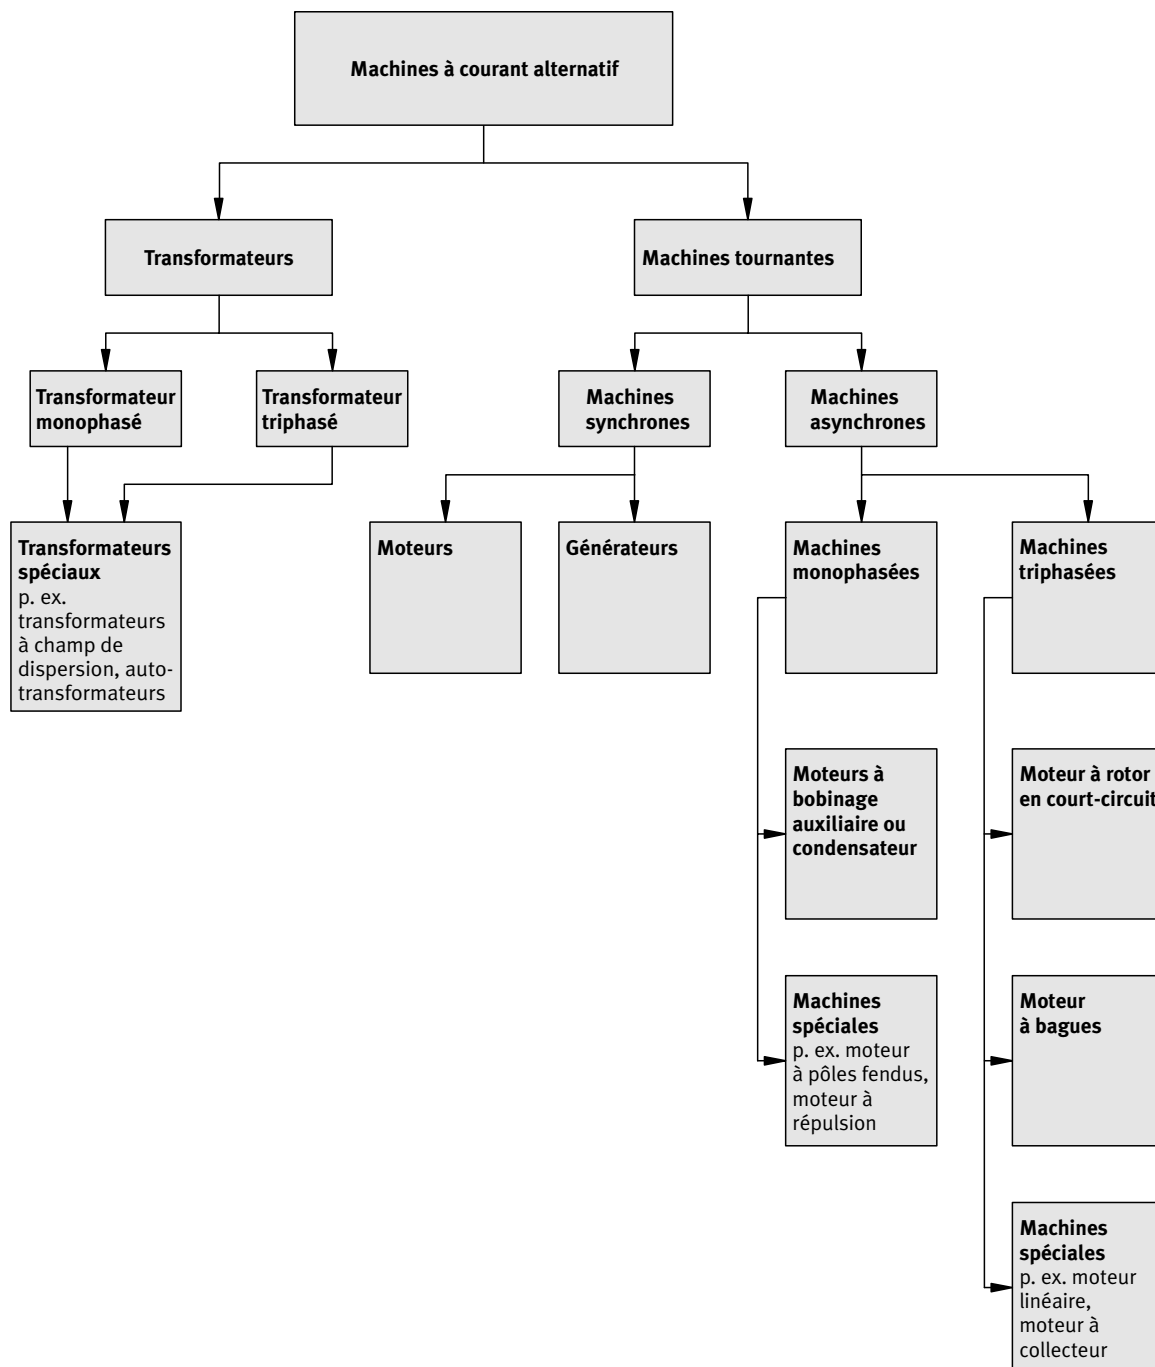 Machines à courant alternatif
Transformateurs
Machines tournantes
Transformateur
monophasé
Transformateur
triphasé
Machines
synchrones
Machines
asynchrones
Transformateurs
spéciaux
p. ex.
transformateurs
à champ de
dispersion, auto-
transformateurs
Moteurs
Générateurs
Machines
monophasées
Machines
triphasées
Moteurs à
bobinage
auxiliaire ou
condensateur
Moteur à rotor
en court-circuit
Machines
spéciales
p. ex. moteur
à pôles fendus,
moteur à
répulsion
Moteur
à bagues
Machines
spéciales
p. ex. moteur
linéaire,
moteur à
collecteur